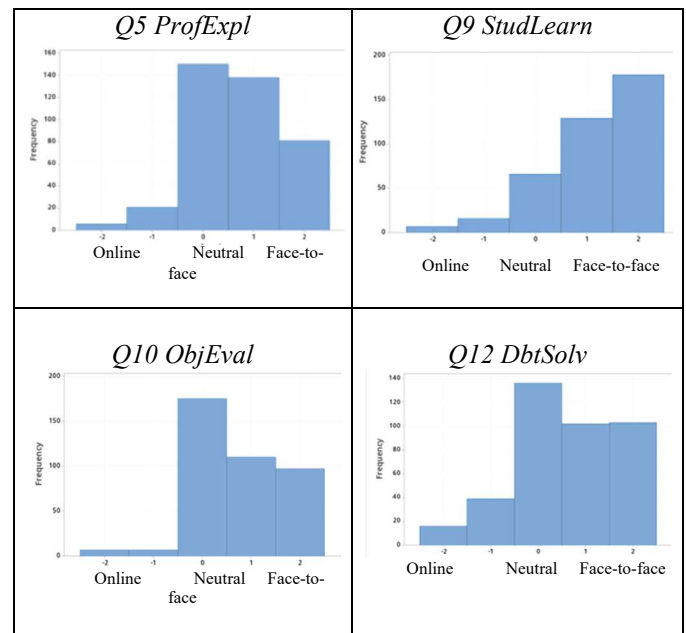 Q5 ProfExpl
160
140
120
100
80
60
40
20
0
Frequency
-2 -1 0 1 2
Online Neutral Face-to-
face
Q9 StudLearn
200
150
100
50
0
Frequency
-2 -1 0 1 2
Online Neutral Face-to-face
Q10 ObjEval
200
150
100
50
0
Frequency
-2 -1 0 1 2
Online Neutral Face-to-
face
Q12 DbtSolv
140
120
100
80
60
40
20
0
Frequency
-2 -1 0 1 2
Online Neutral Face-to-face